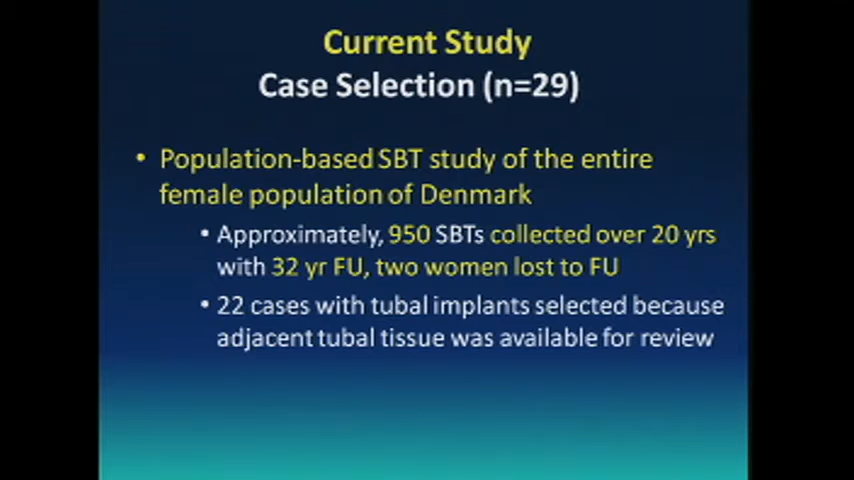 Current Study
Case Selection (n=29)
• Population-based SBT study of the entire
female population of Denmark
• Approximately, 950 SBTs collected over 20 yrs
with 32 yr FU, two women lost to FU
• 22 cases with tubal implants selected because
adjacent tubal tissue was available for review